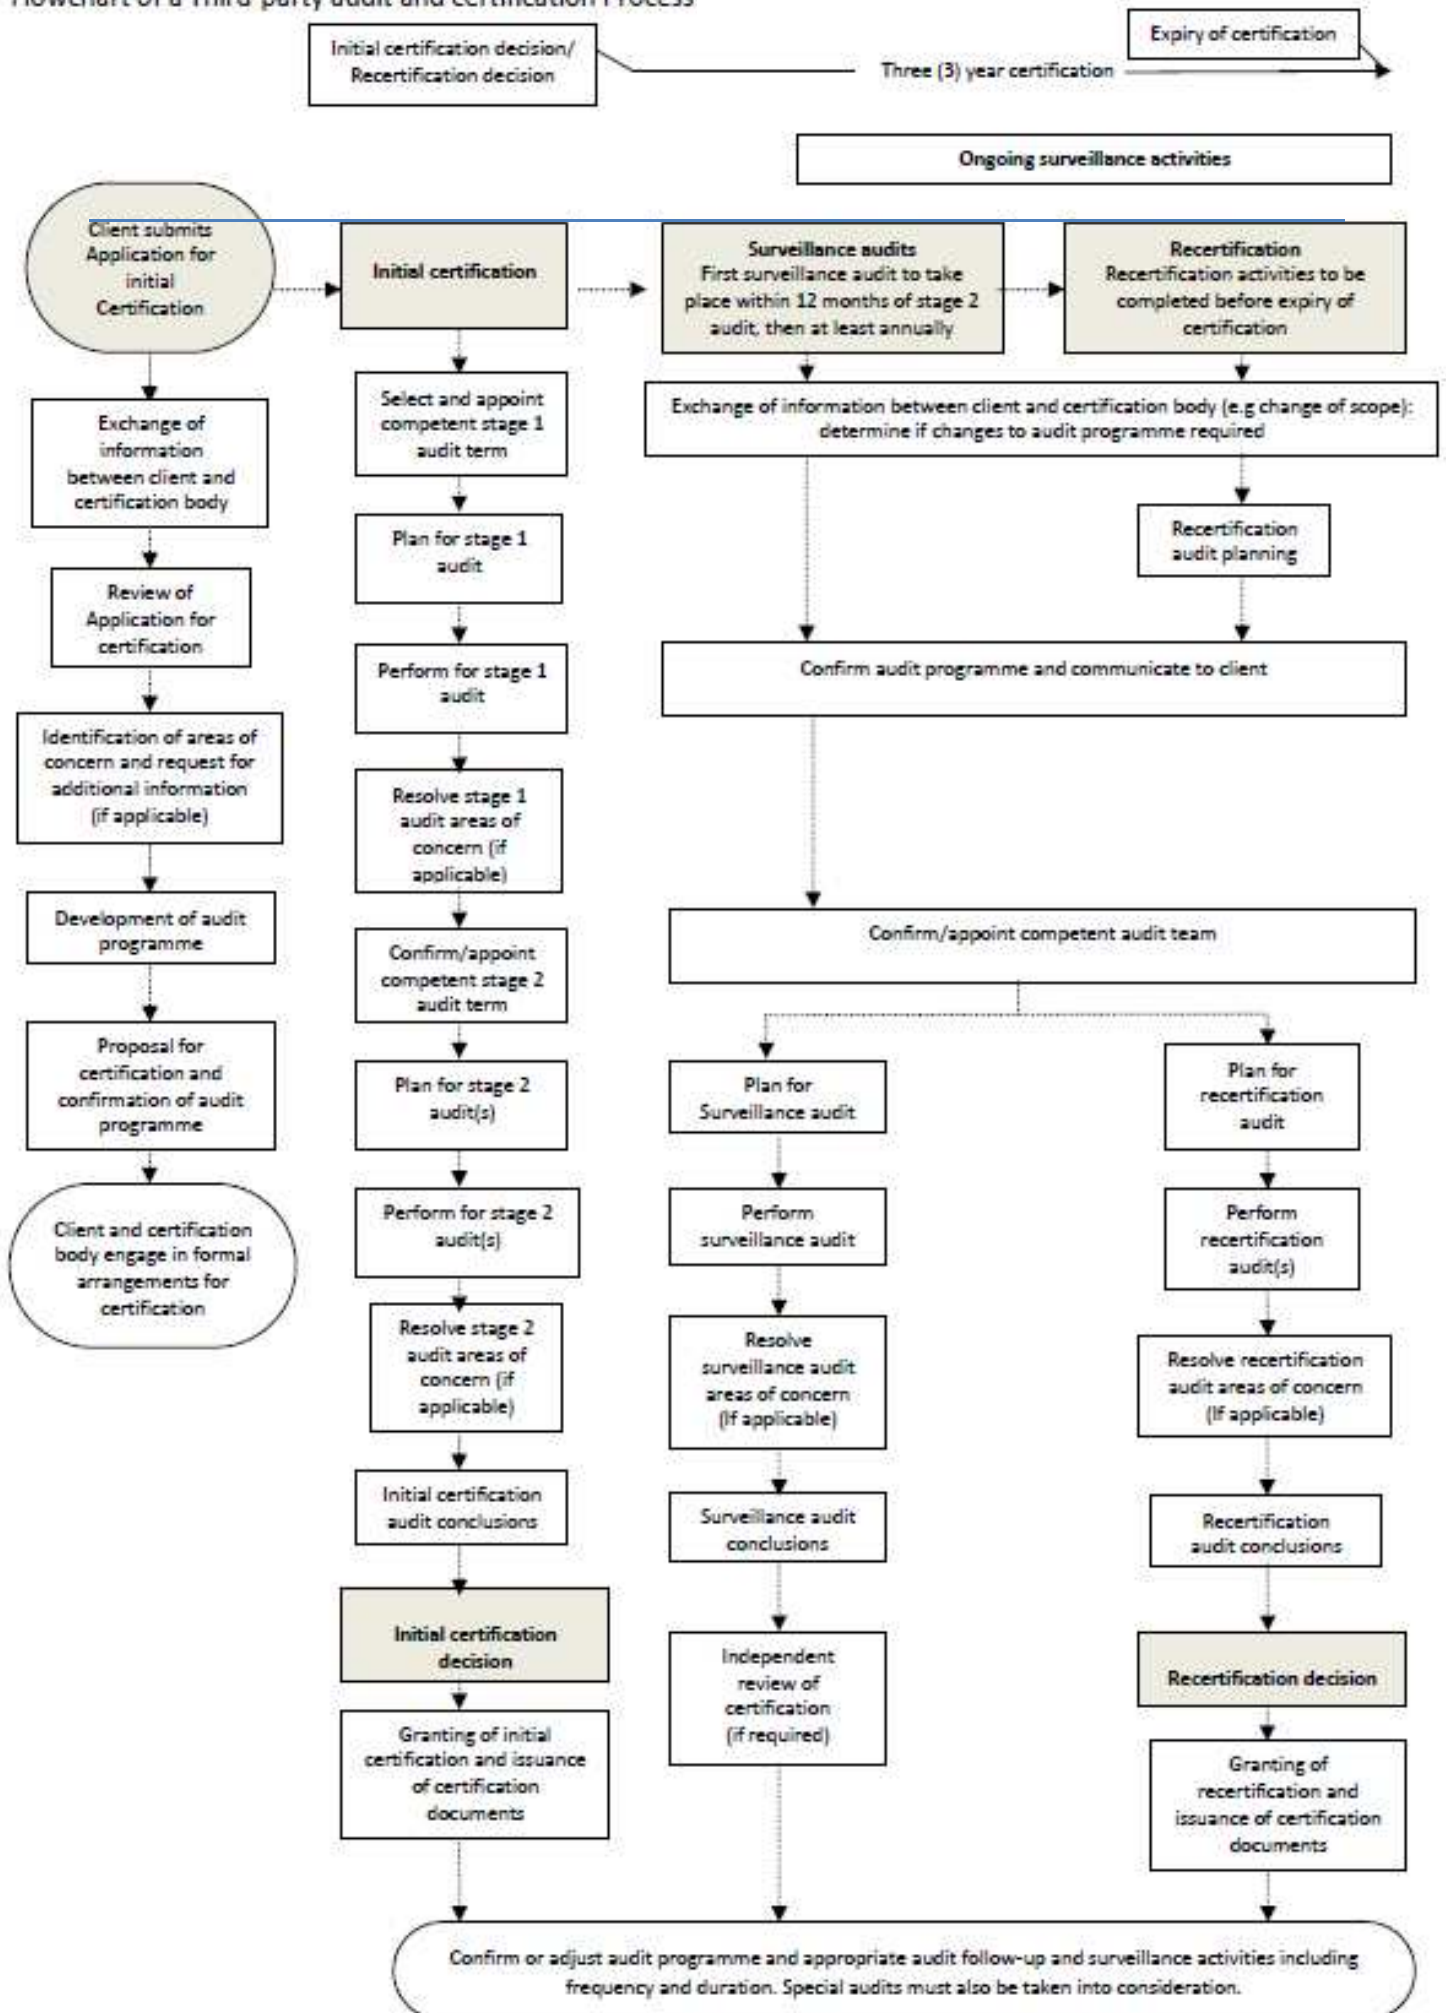 Flowchart of a Third-party audit and certification Process
Initial certification decision/
Recertification decision
Three (3) year certification
Expiry of certification
Ongoing surveillance activities
Client submits
Application for
initial
Certification
Exchange of
information
between client and
certification body
Review of
Application for
certification
Identification of areas of
concern and request for
additional information
(if applicable)
Development of audit
programme
Proposal for
certification and
confirmation of audit
programme
Client and certification
body engage in formal
arrangements for
certification
Initial certification
Select and appoint
competent stage 1
audit term
Plan for stage 1
audit
Perform for stage 1
audit
Resolve stage 1
audit areas of
concern (if
applicable)
Confirm/appoint
competent stage 2
audit term
Plan for stage 2
audit(s)
Perform for stage 2
audit(s)
Resolve stage 2
audit areas of
concern (if
applicable)
Initial certification
audit conclusions
Initial certification
decision
Granting of initial
certification and issuance
of certification
documents
Surveillance audits
First surveillance audit to take
place within 12 months of stage 2
audit, then at least annually
Recertification
Recertification activities to be
completed before expiry of
certification
Exchange of information between client and certification body (e.g change of scope):
determine if changes to audit programme required
Recertification
audit planning
Confirm audit programme and communicate to client
Confirm/appoint competent audit team
Plan for
Surveillance audit
Perform
surveillance audit
Resolve
surveillance audit
areas of concern
(If applicable)
Surveillance audit
conclusions
Independent
review of
certification
(if required)
Plan for
recertification
audit
Perform
recertification
audit(s)
Resolve recertification
audit areas of concern
(If applicable)
Recertification
audit conclusions
Recertification decision
Granting of
recertification and
issuance of certification
documents
Confirm or adjust audit programme and appropriate audit follow-up and surveillance activities including
frequency and duration. Special audits must also be taken into consideration.